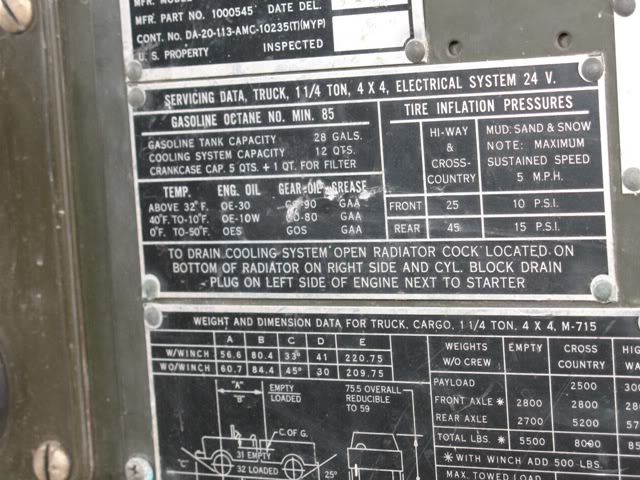 MFR. MODEL
MFR. PART NO. 1000545 DATE DEL.
CONT. NO. DA-20-113-AMC-10235(T)(MYP)
U. S. PROPERTY INSPECTED
SERVICING DATA, TRUCK, 1 1/4 TON, 4 X 4, ELECTRICAL SYSTEM 24 V.
GASOLINE OCTANE NO. MIN. 85
GASOLINE TANK CAPACITY 28 GALS.
COOLING SYSTEM CAPACITY 12 QTS.
CRANKCASE CAP. 5 QTS. + 1 QT. FOR FILTER
TEMP. ENG. OIL GEAR-OIL GREASE
ABOVE 32°F. OE-30 GO-90 GAA
40°F. TO-10°F. OE-10W GO-80 GAA
0°F. TO-50°F. OES GOS GAA
TIRE INFLATION PRESSURES
HI-WAY & CROSS-COUNTRY
MUD, SAND & SNOW
NOTE: MAXIMUM
SUSTAINED SPEED
5 M.P.H.
FRONT 25 10 P.S.I.
REAR 45 15 P.S.I.
TO DRAIN COOLING SYSTEM OPEN RADIATOR COCK LOCATED ON
BOTTOM OF RADIATOR ON RIGHT SIDE AND CYL. BLOCK DRAIN
PLUG ON LEFT SIDE OF ENGINE NEXT TO STARTER
WEIGHT AND DIMENSION DATA FOR TRUCK, CARGO, 1 1/4 TON, 4 X 4, M-715
A B C D E
W/WINCH 56.6 80.4 33° 41 220.75
WO/WINCH 60.7 84.4 45° 30 209.75
"A" EMPTY
"B" LOADED
75.5 OVERALL
REDUCIBLE
TO 59
C. OF G.
31 EMPTY
"C" 32 LOADED 25°
WEIGHTS
W/O CREW
EMPTY
CROSS
COUNTRY
PAYLOAD 2500
FRONT AXLE * 2800 2800
REAR AXLE 2700 5200
TOTAL LBS. * 5500 8000
* WITH WINCH ADD 500 LBS.
MAX. TOWED LOAD